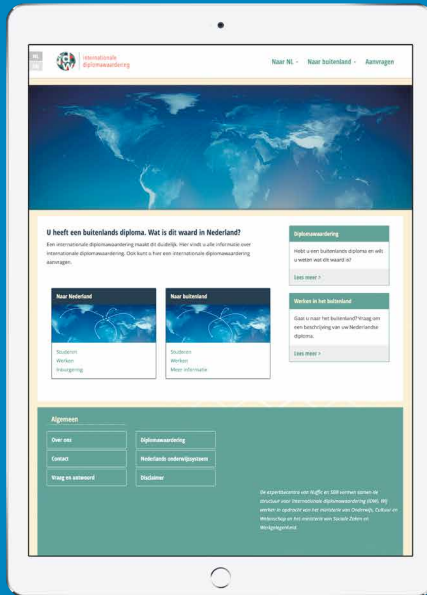 NL
internationale
diplomawaardering
Naar NL
Naar buitenland
Aanvragen
U heeft een buitenlands diploma. Wat is dit waard in Nederland?
Een internationale diplomawaardering maakt dit duidelijk. Hier vindt u alle informatie over
internationale diplomawaardering. Ook kunt u hier een internationale diplomawaardering
aanvragen.
Diplomawaardering
Hebt u een buitenlands diploma en wilt
u weten wat dit waard is?
Lees meer >
Naar Nederland
Studeren
Werken
Inburgering
Naar buitenland
Studeren
Werken
Meer informatie
Werken in het buitenland
Gaat u naar het buitenland? Vraag om
een beschrijving van uw Nederlandse
diploma.
Lees meer >
Algemeen
Over ons
Diplomawaardering
Contact
Nederlands onderwijssysteem
Vraag en antwoord
Disclaimer
De expertisecentra van Nuffic en SBB vormen samen de
structuur voor Internationale diplomawaardering (IDW). Wij
werken in opdracht van het ministerie van Onderwijs, Cultuur en
Wetenschap en het ministerie van Sociale Zaken en
Werkgelegenheid.